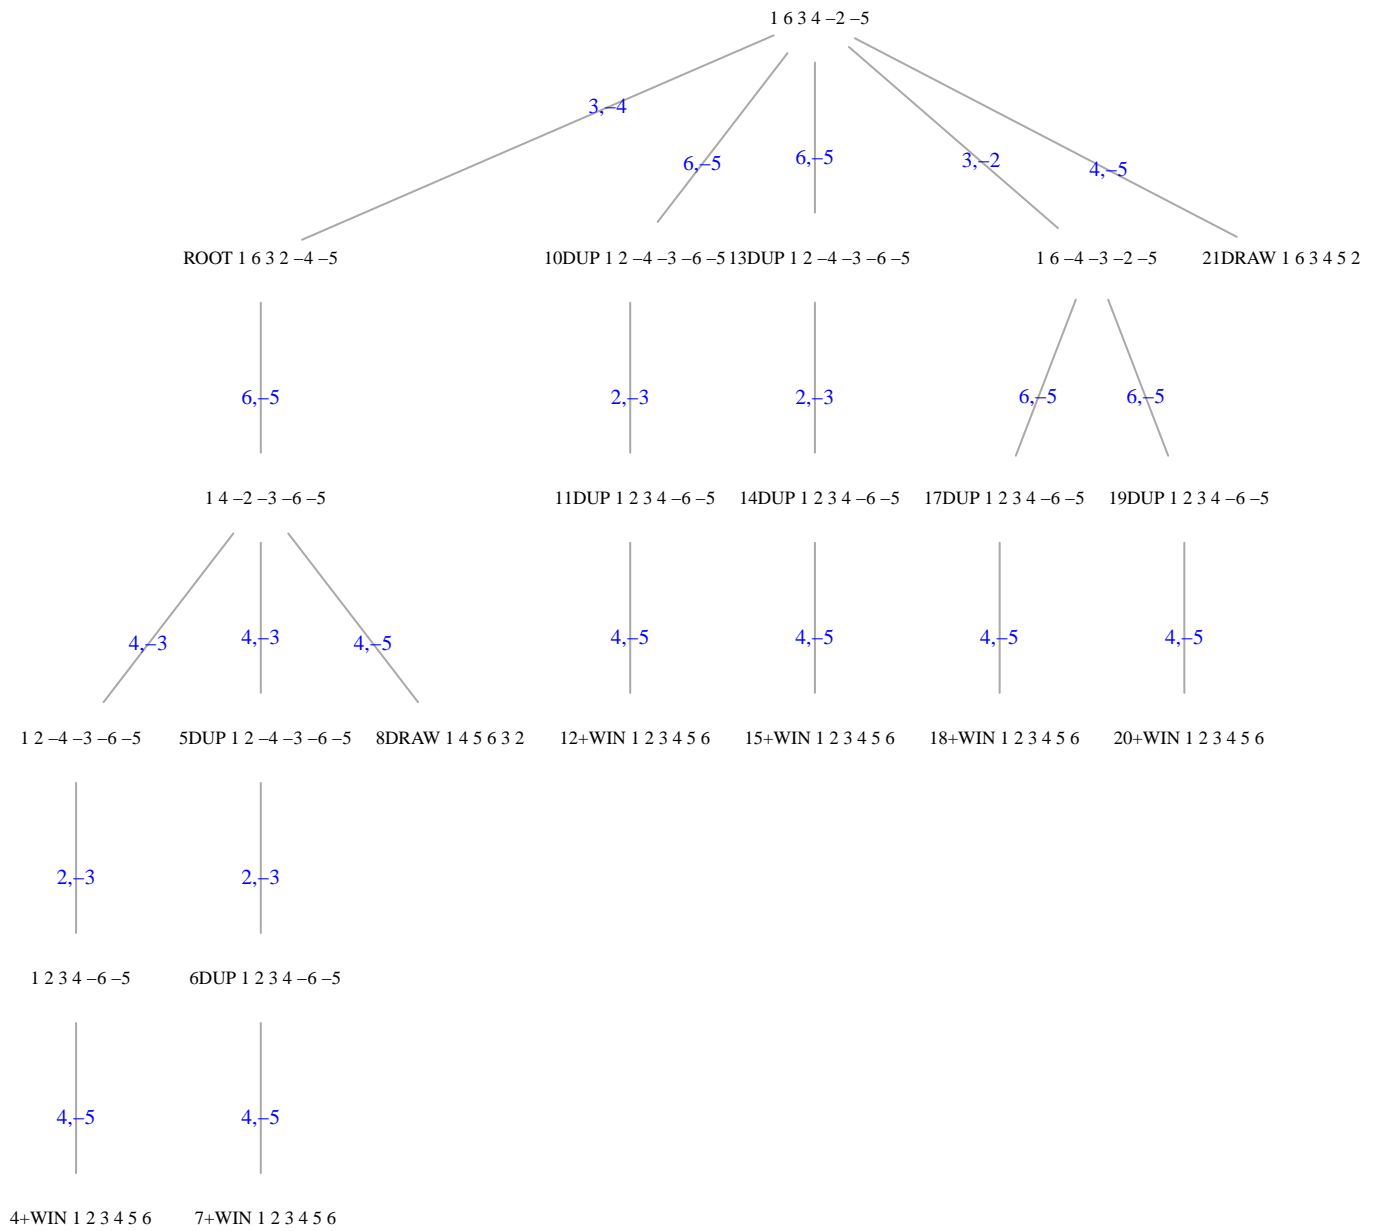 1 6 3 4 –2 –5
3,–4
6,–5
6,–5
3,–2
4,–5
ROOT 1 6 3 2 –4 –5
10DUP 1 2 –4 –3 –6 –5
13DUP 1 2 –4 –3 –6 –5
1 6 –4 –3 –2 –5
21DRAW 1 6 3 4 5 2
6,–5
2,–3
2,–3
6,–5
6,–5
1 4 –2 –3 –6 –5
11DUP 1 2 3 4 –6 –5
14DUP 1 2 3 4 –6 –5
17DUP 1 2 3 4 –6 –5
19DUP 1 2 3 4 –6 –5
4,–3
4,–3
4,–5
4,–5
4,–5
4,–5
4,–5
1 2 –4 –3 –6 –5
5DUP 1 2 –4 –3 –6 –5
8DRAW 1 4 5 6 3 2
12+WIN 1 2 3 4 5 6
15+WIN 1 2 3 4 5 6
18+WIN 1 2 3 4 5 6
20+WIN 1 2 3 4 5 6
2,–3
2,–3
1 2 3 4 –6 –5
6DUP 1 2 3 4 –6 –5
4,–5
4,–5
4+WIN 1 2 3 4 5 6
7+WIN 1 2 3 4 5 6